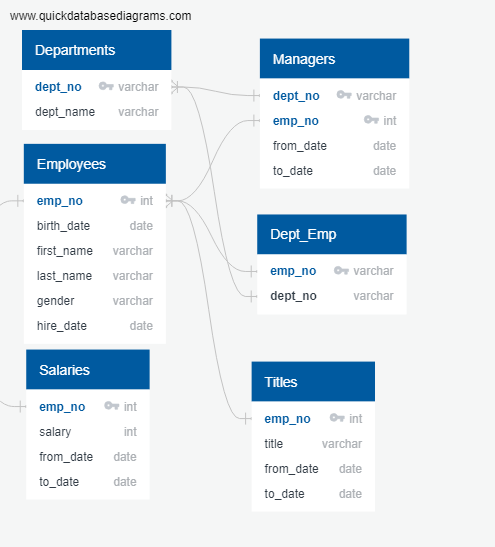 www.quickdatabasediagrams.com
Departments
dept_no varchar
dept_name varchar
Employees
emp_no int
birth_date date
first_name varchar
last_name varchar
gender varchar
hire_date date
Salaries
emp_no int
salary int
from_date date
to_date date
Managers
dept_no varchar
emp_no int
from_date date
to_date date
Dept_Emp
emp_no varchar
dept_no varchar
Titles
emp_no int
title varchar
from_date date
to_date date